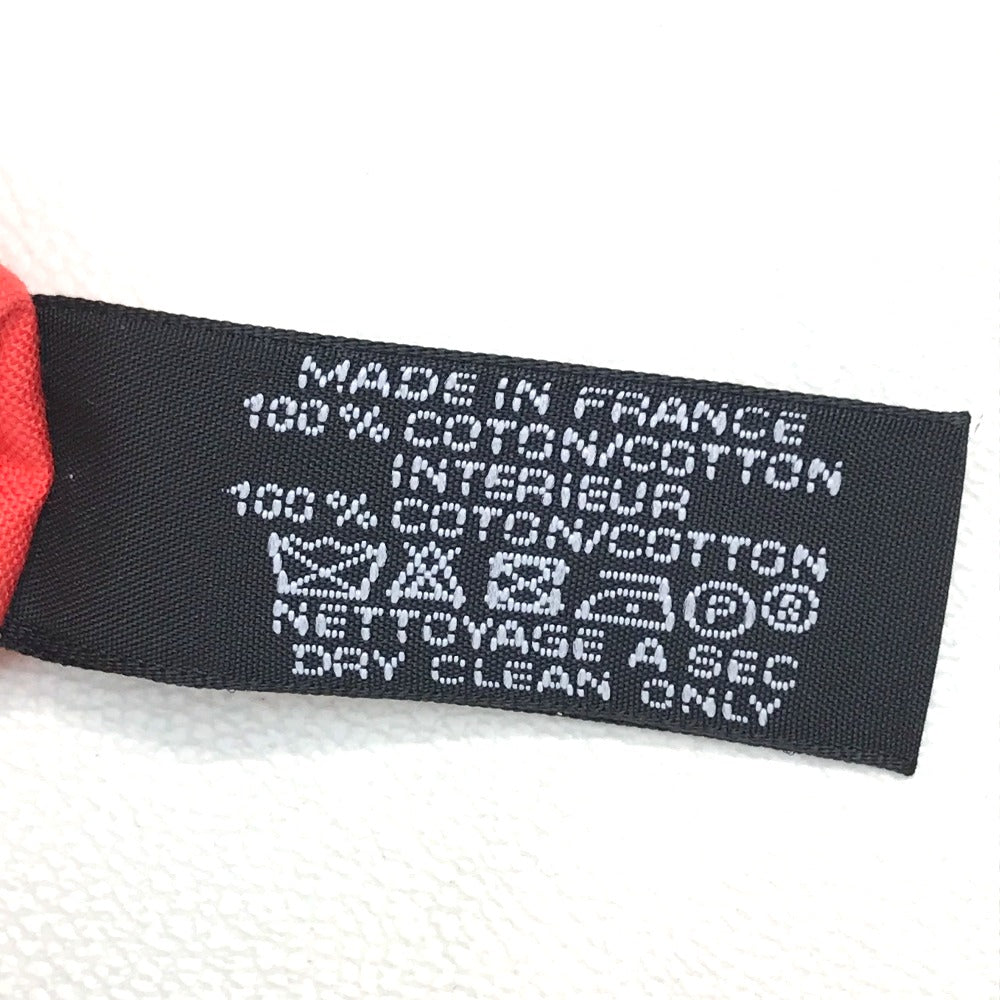 MADE IN FRANCE
100 % COTON/COTTON
INTERIEUR
100 % COTON/COTTON
P ®
NETTOYAGE A SEC
DRY CLEAN ONLY